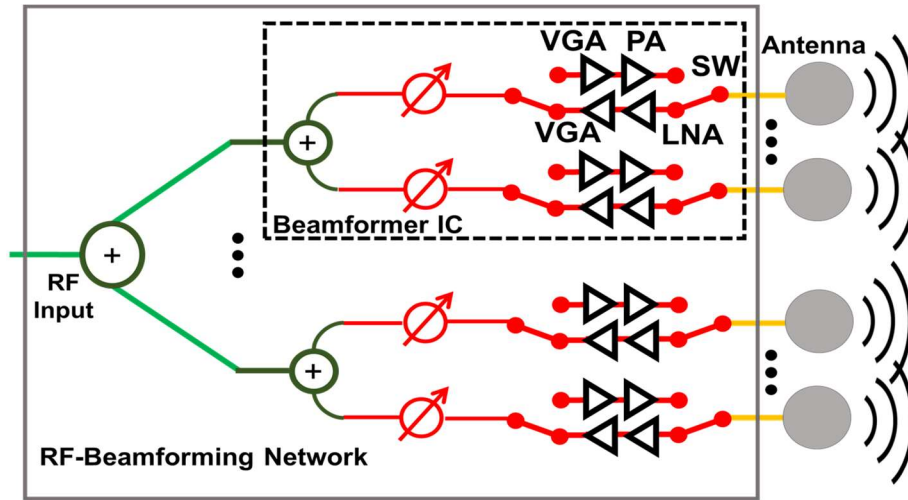 VGA PA
Antenna
SW
+
VGA
LNA
Beamformer IC
+
RF
Input
+
RF-Beamforming Network